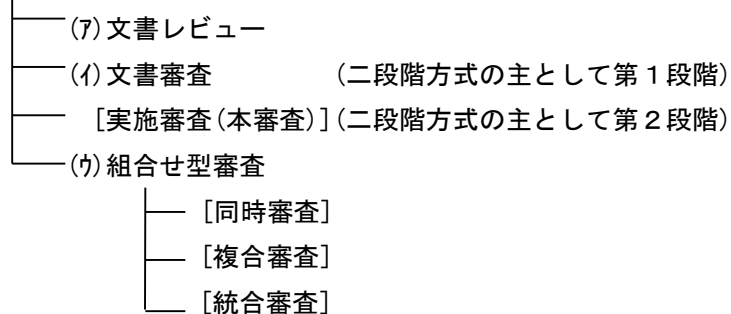 (ｱ)文書レビュー
(ｲ)文書審査　　　　(二段階方式の主として第１段階)
[実施審査(本審査)](二段階方式の主として第２段階)
(ｳ)組合せ型審査
[同時審査]
[複合審査]
[統合審査]